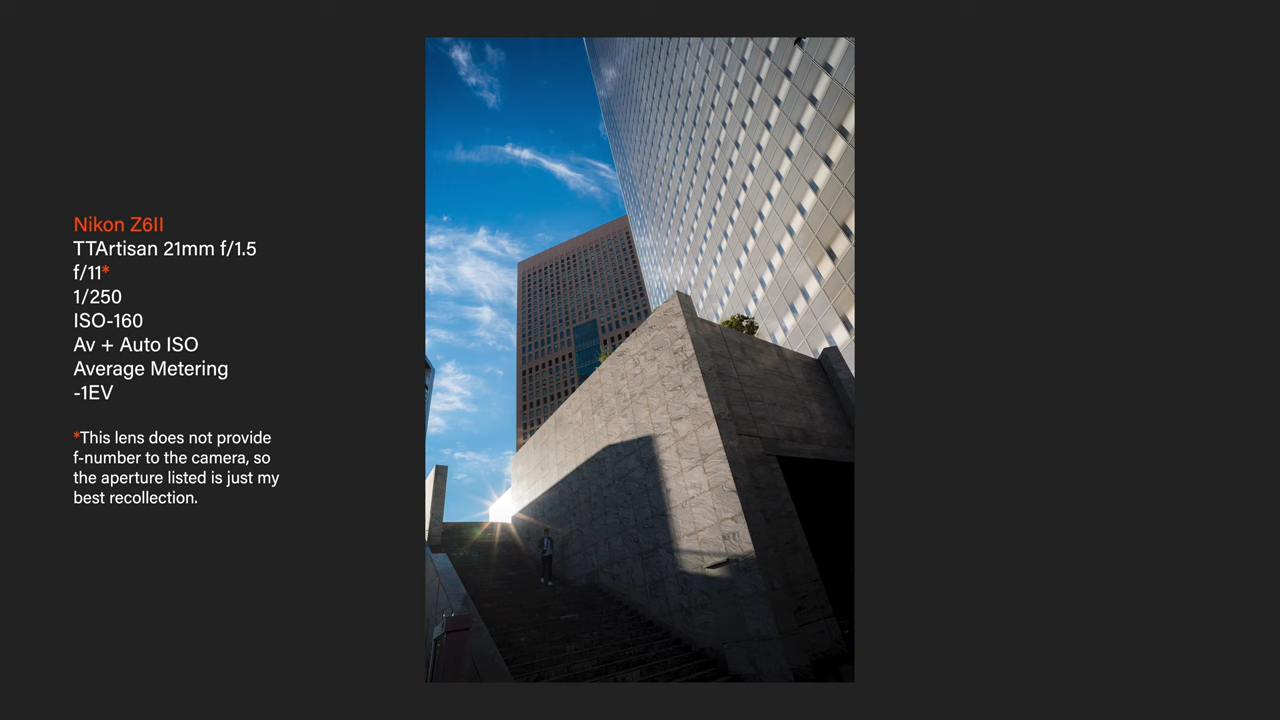 Nikon Z6II
TTArtisan 21mm f/1.5
f/11*
1/250
ISO-160
Av + Auto ISO
Average Metering
-1EV
*This lens does not provide
f-number to the camera, so
the aperture listed is just my
best recollection.